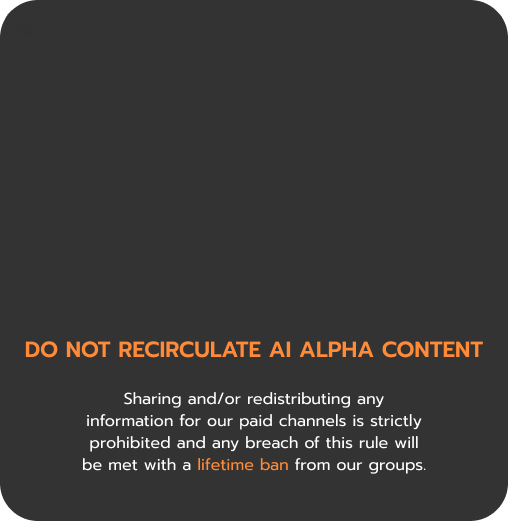 DO NOT RECIRCULATE AI ALPHA CONTENT
Sharing and/or redistributing any
information for our paid channels is strictly
prohibited and any breach of this rule will
be met with a lifetime ban from our groups.